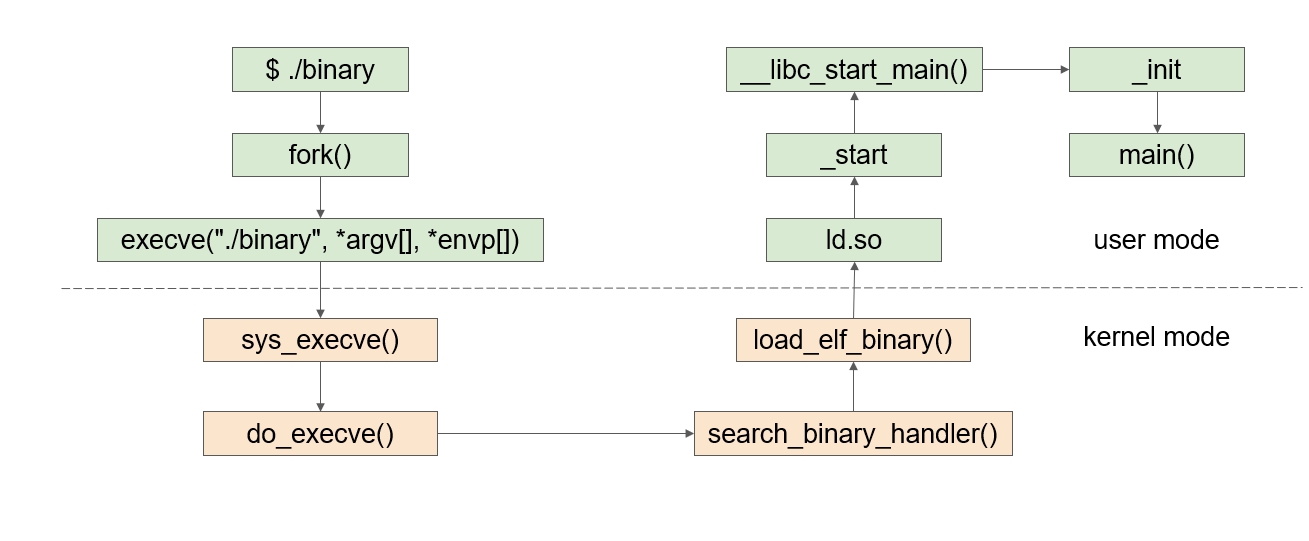 $ ./binary
fork()
execve("./binary", *argv[], *envp[])
sys_execve()
do_execve()
search_binary_handler()
load_elf_binary()
ld.so
_start
__libc_start_main()
_init
main()
user mode
kernel mode